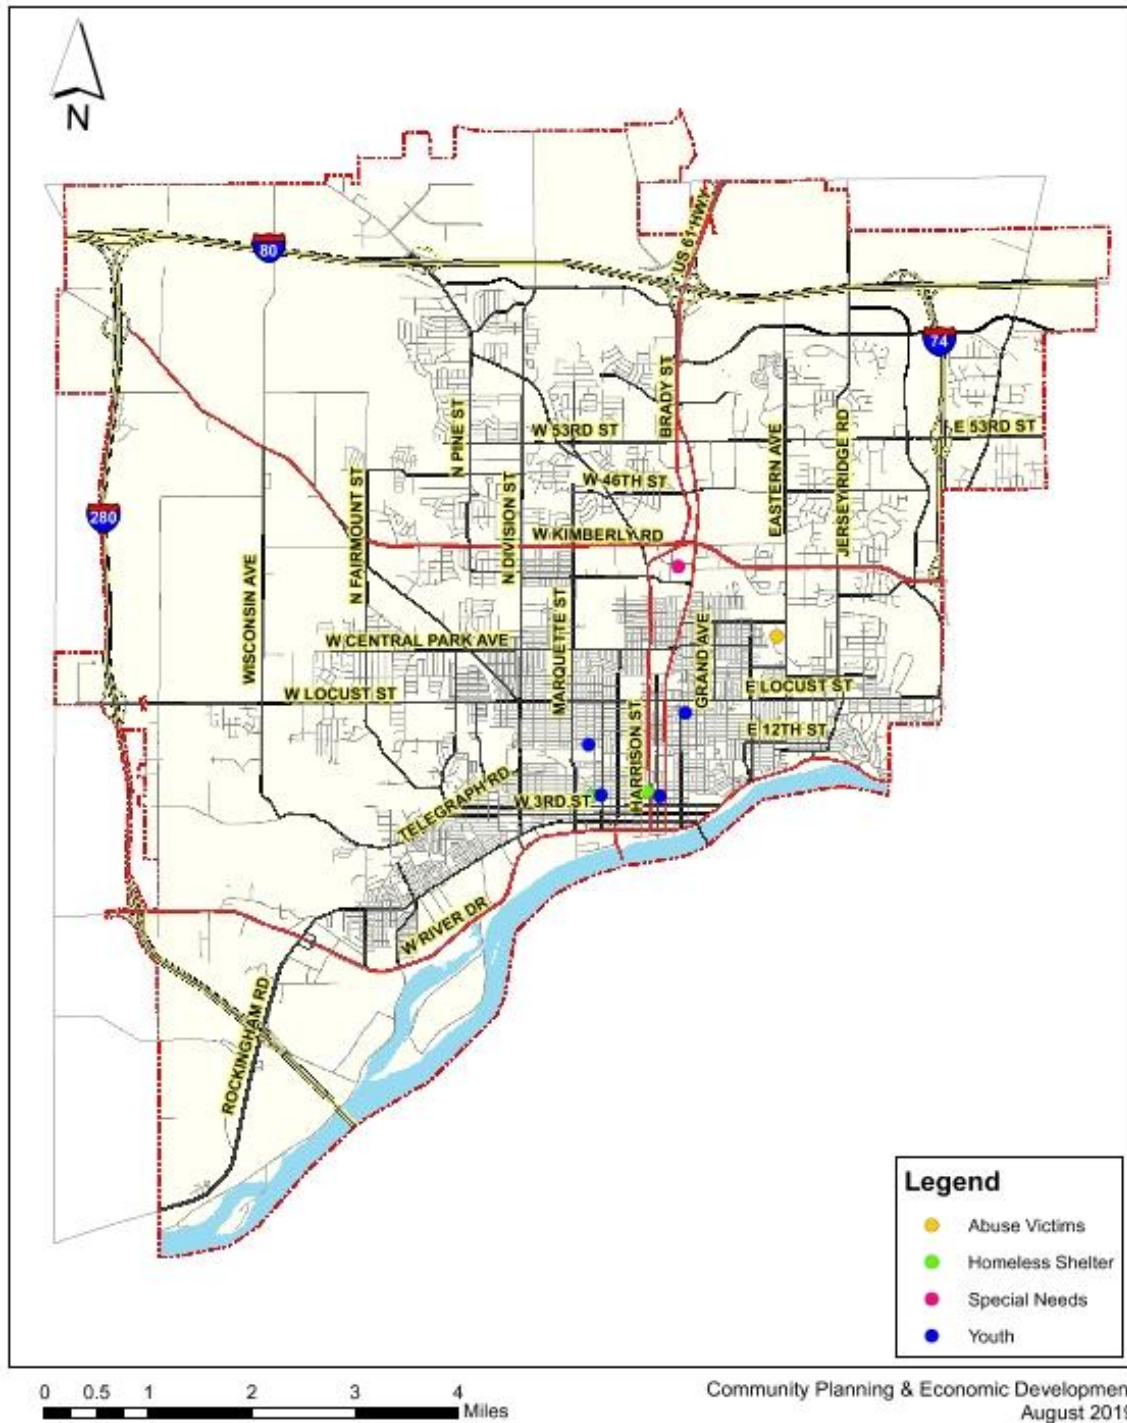 N
US 61 HWY
80
74
BRADY ST
N PINE ST
W 53RD ST
E 53RD ST
EASTERN AVE
JERSEY RIDGE RD
W 46TH ST
N FAIRMOUNT ST
N DIVISION ST
280
W KIMBERLY RD
WISCONSIN AVE
MARQUETTE ST
GRAND AVE
W CENTRAL PARK AVE
W LOCUST ST
E LOCUST ST
HARRISON ST
E 12TH ST
TELEGRAPH RD
W 3RD ST
W RIVER DR
ROCKINGHAM RD
Legend
Abuse Victims
Homeless Shelter
Special Needs
Youth
0 0.5 1 2 3 4
Miles
Community Planning & Economic Developmen
August 2019